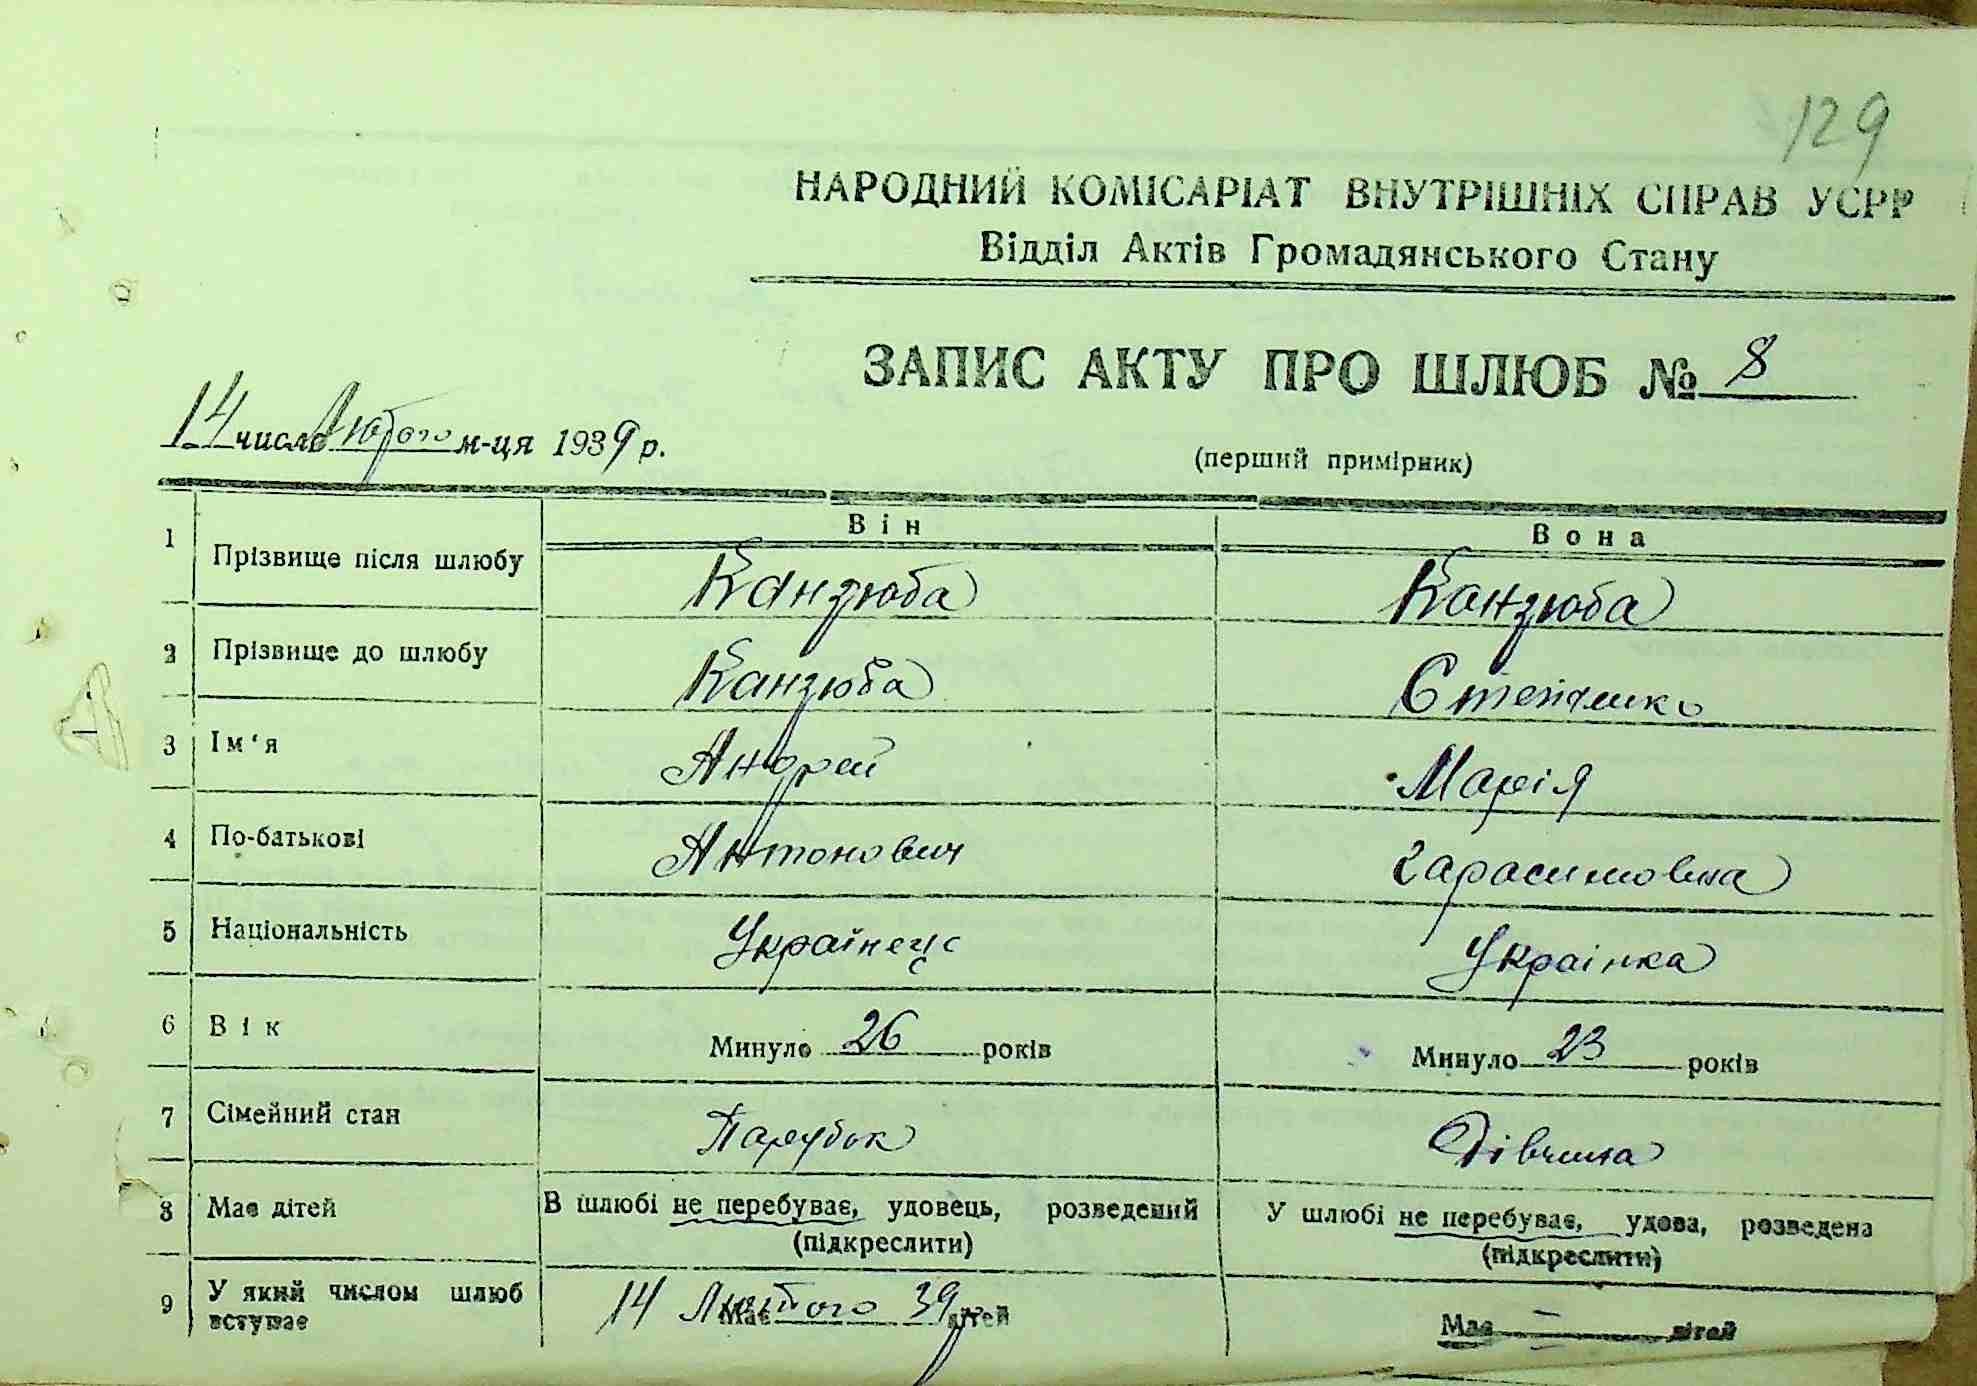 129
НАРОДНИЙ КОМІСАРІАТ ВНУТРІШНІХ СПРАВ УСРР
Відділ Актів Громадянського Стану
ЗАПИС АКТУ ПРО ШЛЮБ № 8
14 число Лютого м-ця 1939 р.
(перший примірник)
Він Вона
1 Прізвище після шлюбу Канзюба Канзюба
2 Прізвище до шлюбу Канзюба
3 Ім'я Андрей Марія
4 По-батькові Антонович Гарасимовна
5 Національність Українець Украінка
6 Вік Минуло 26 років Минуло 23 років
7 Сімейний стан Парубок Дівчина
8 Має дітей В шлюбі не перебуває, удовець, розведений У шлюбі не перебуває, удова, розведена
(підкреслити) (підкреслити)
9 У який числом шлюб вступає 14 Лютого 39 Має дітей Має — дітей